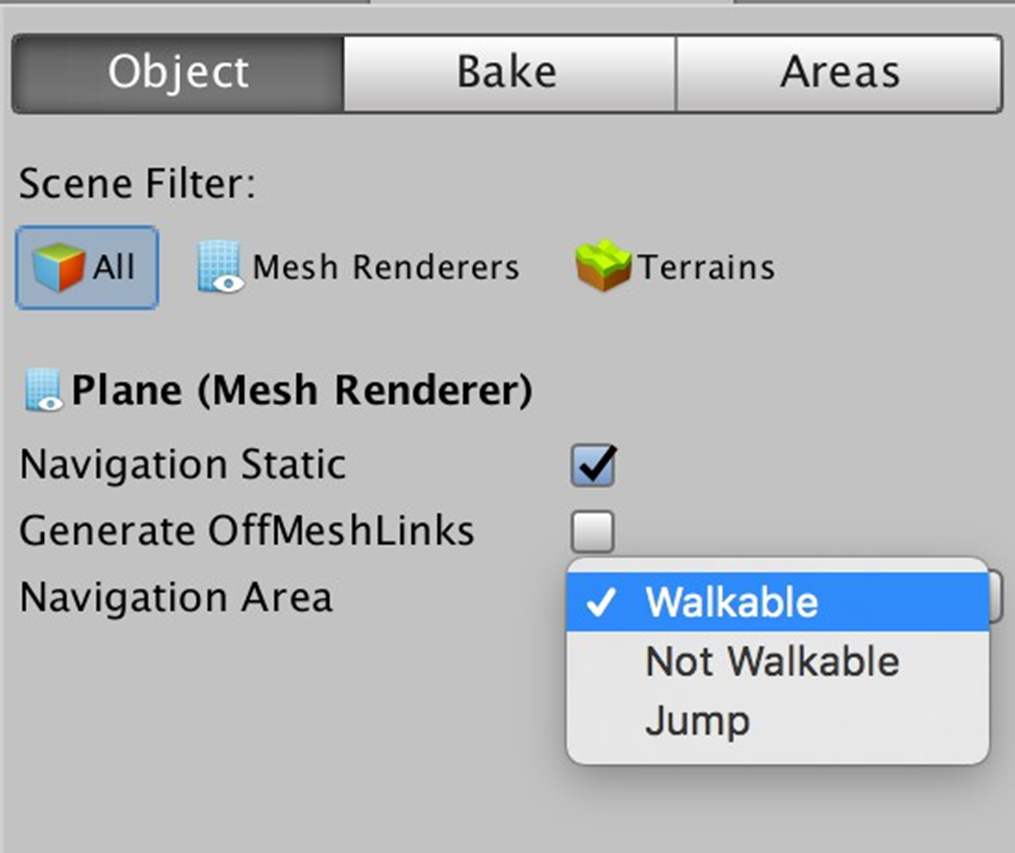 Object Bake Areas
Scene Filter:
All Mesh Renderers Terrains
Plane (Mesh Renderer)
Navigation Static
Generate OffMeshLinks
Navigation Area
Walkable
Not Walkable
Jump